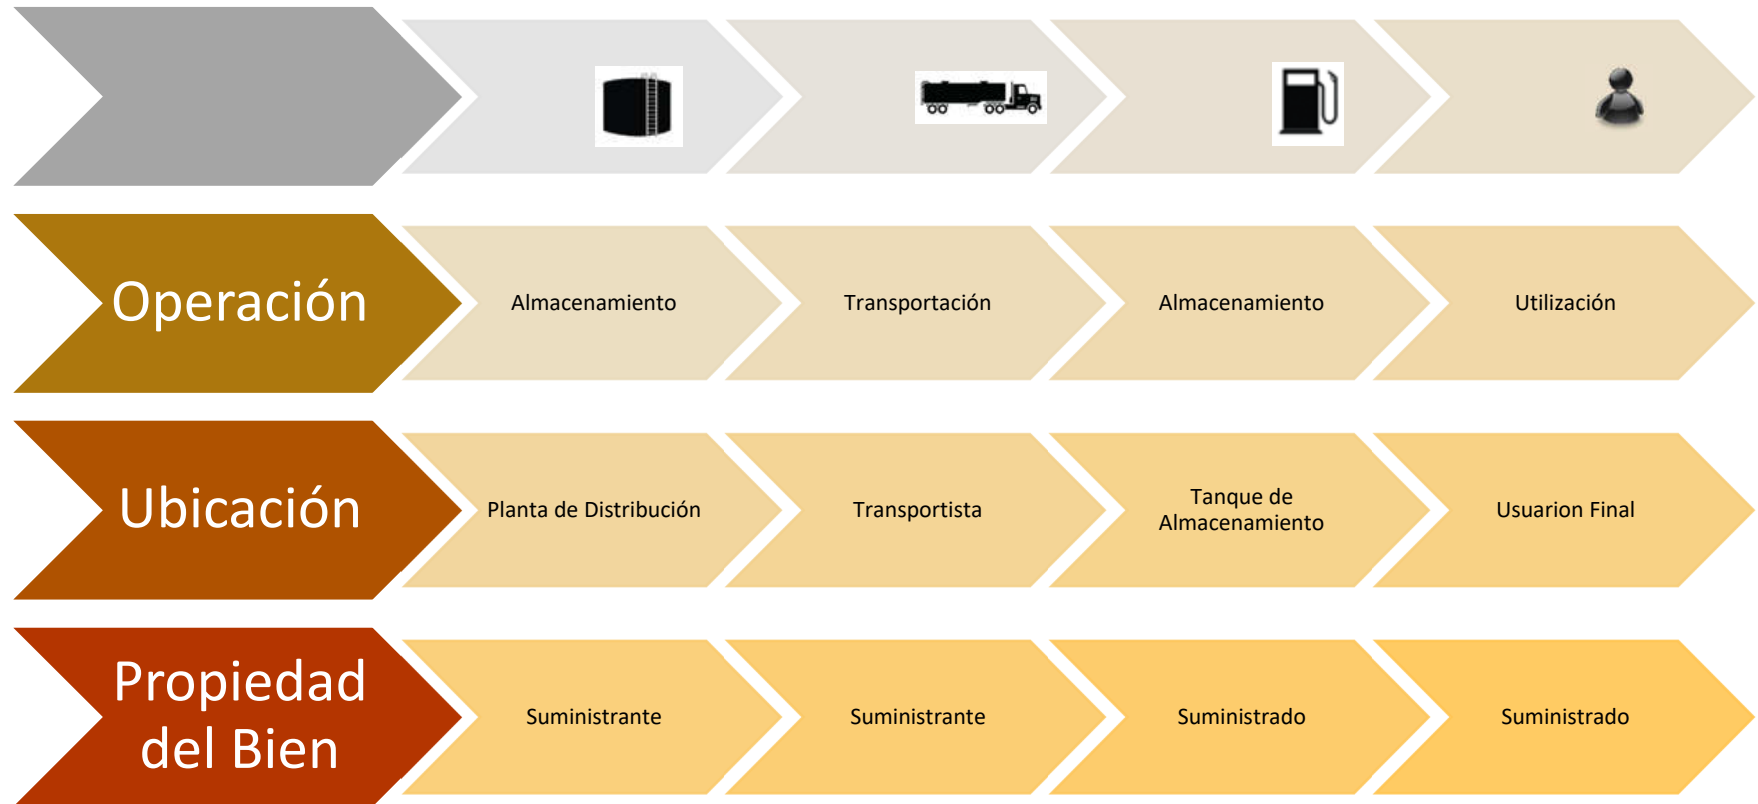 Operación
Almacenamiento
Transportación
Almacenamiento
Utilización
Ubicación
Planta de Distribución
Transportista
Tanque de
Almacenamiento
Usuarion Final
Propiedad
del Bien
Suministrante
Suministrante
Suministrado
Suministrado